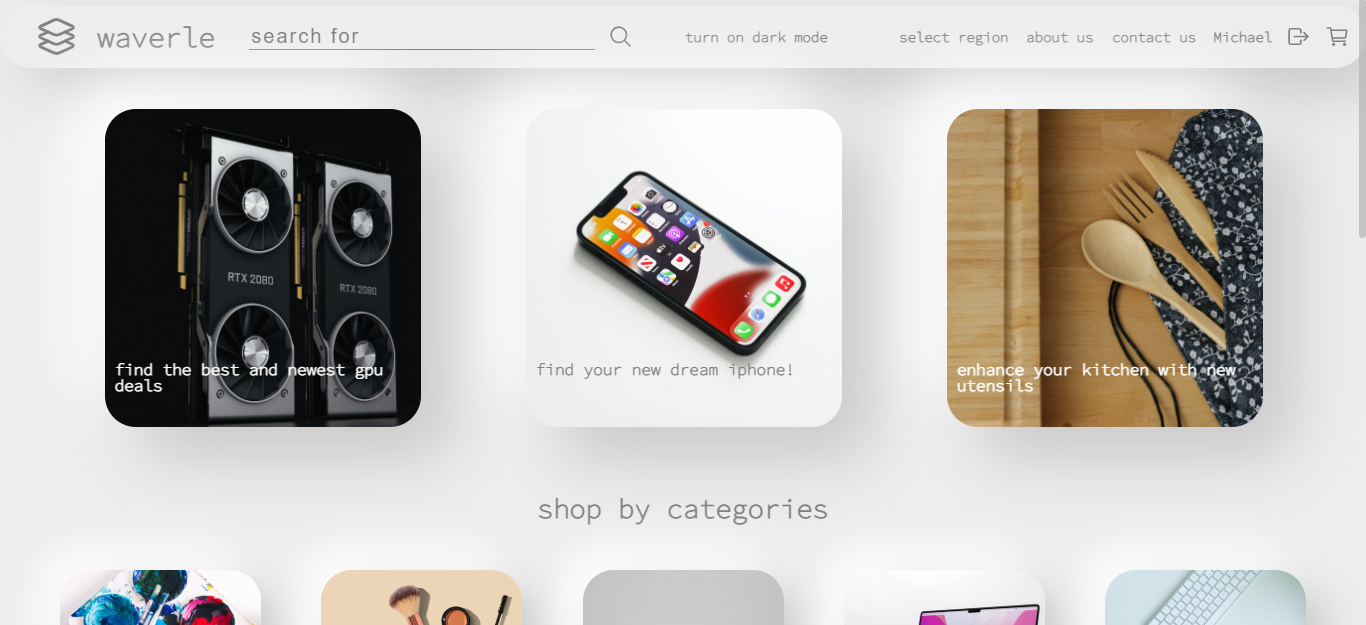 waverle
search for
turn on dark mode
select region
about us
contact us
Michael
RTX 2080
RTX 2080
find the best and newest gpu
deals
find your new dream iphone!
enhance your kitchen with new
utensils
shop by categories